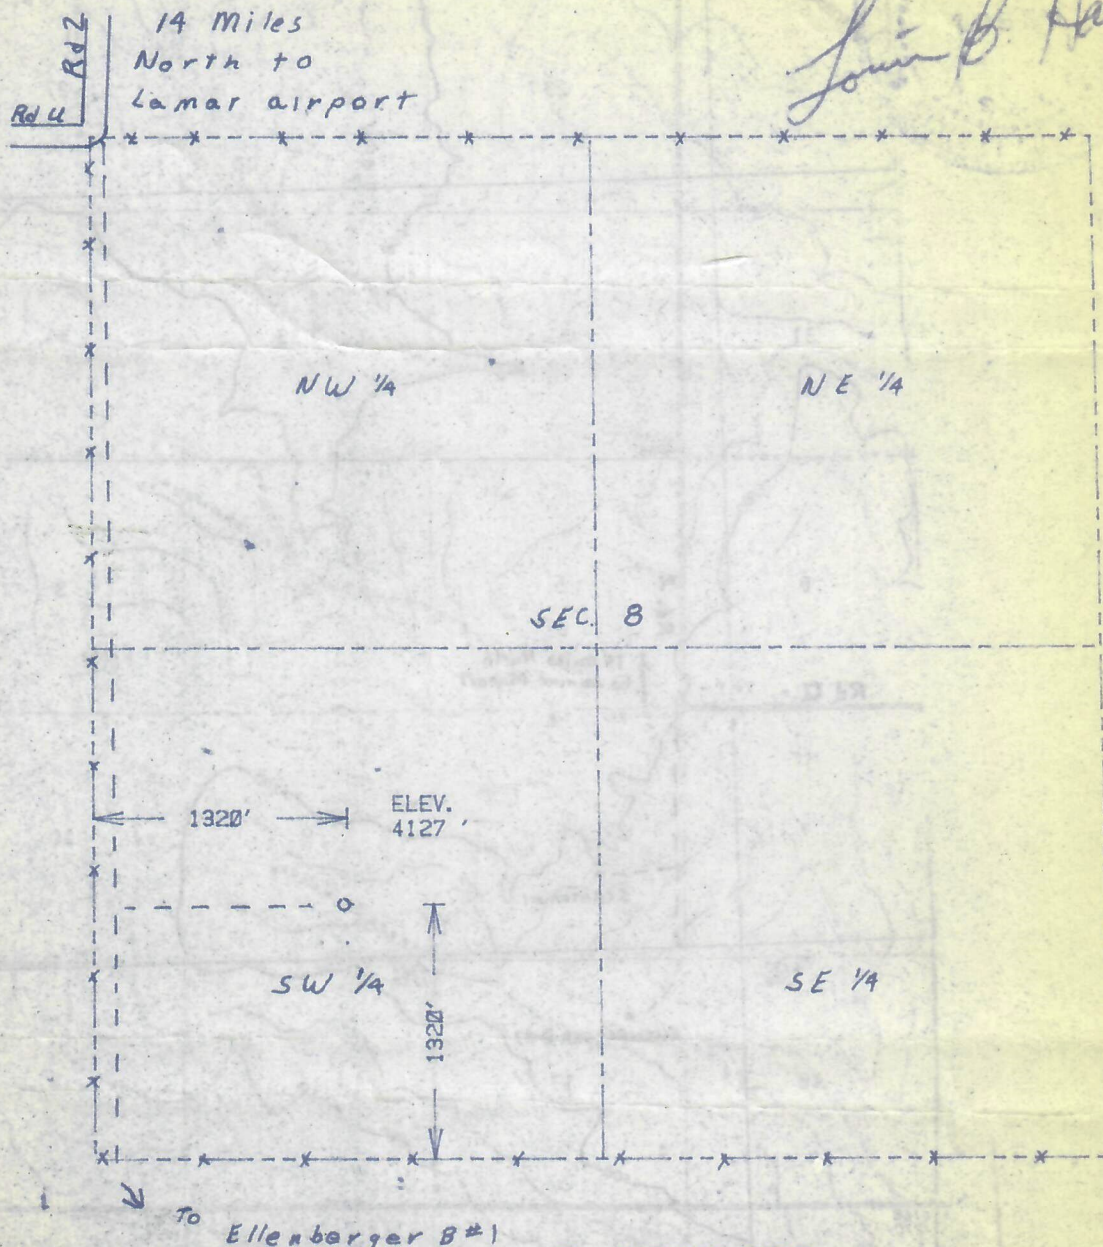 Rd 2
14 Miles
North to
Lamar airport
Rd U
NW 1/4
NE 1/4
SEC. 8
1320'
ELEV.
4127'
SW 1/4
SE 1/4
1320'
To
Ellenberger B#1